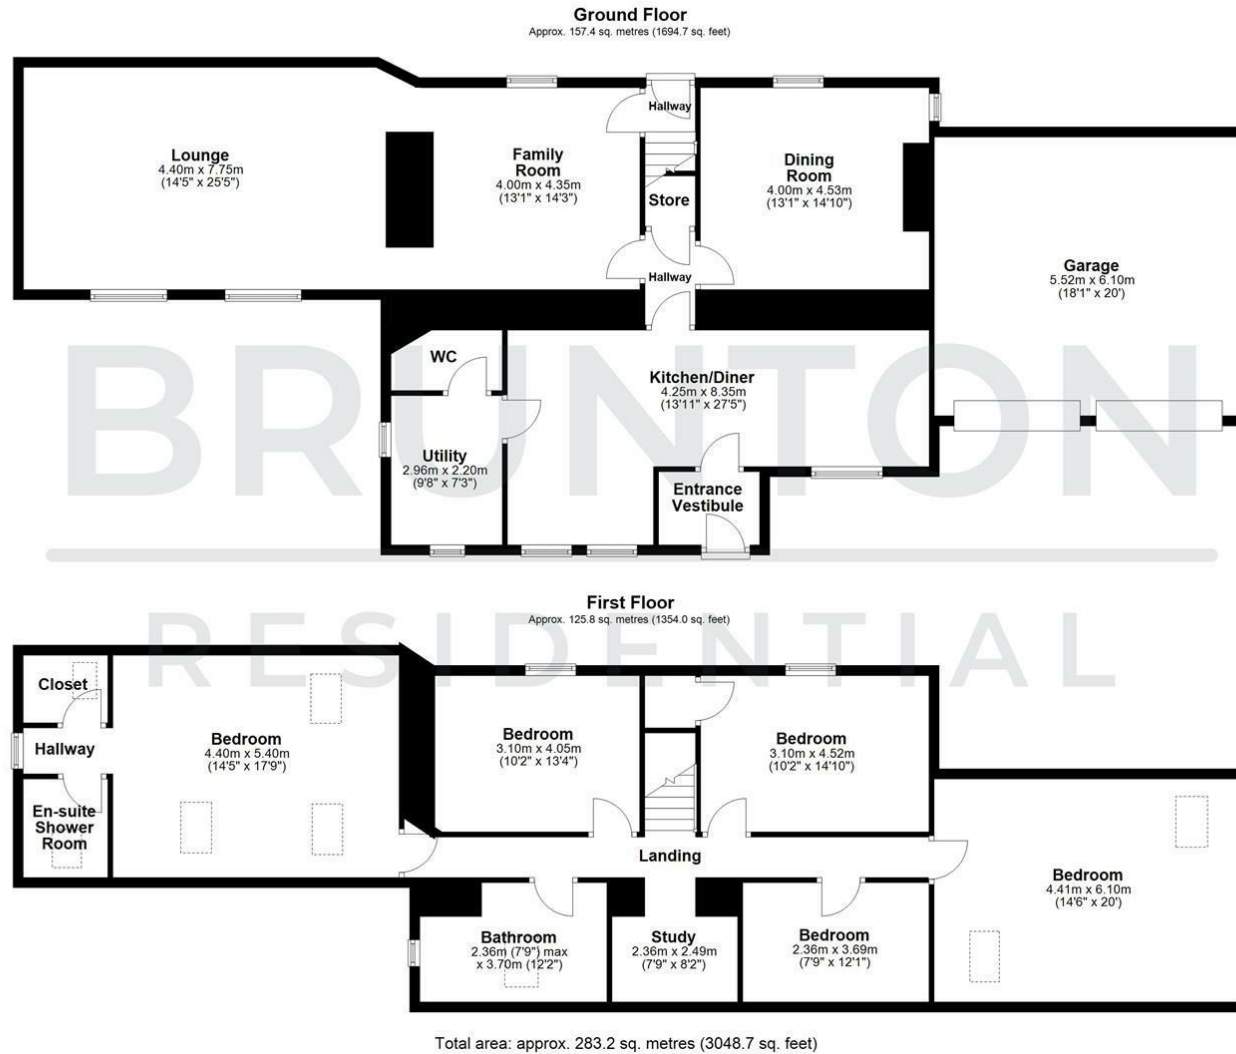 Ground Floor
Approx. 157.4 sq. metres (1694.7 sq. feet)
Lounge
4.40m x 7.75m
(14'5" x 25'5")
Family
Room
4.00m x 4.35m
(13'1" x 14'3")
Hallway
Store
Hallway
Dining
Room
4.00m x 4.53m
(13'1" x 14'10")
Garage
5.52m x 6.10m
(18'1" x 20')
WC
Kitchen/Diner
4.25m x 8.35m
(13'11" x 27'5")
Utility
2.96m x 2.20m
(9'8" x 7'3")
Entrance
Vestibule
BRUNTON
RESIDENTIAL
First Floor
Approx. 125.8 sq. metres (1354.0 sq. feet)
Closet
Hallway
En-suite
Shower
Room
Bedroom
4.40m x 5.40m
(14'5" x 17'9")
Bedroom
3.10m x 4.05m
(10'2" x 13'4")
Bedroom
3.10m x 4.52m
(10'2" x 14'10")
Landing
Bedroom
4.41m x 6.10m
(14'6" x 20')
Bathroom
2.36m (7'9") max
x 3.70m (12'2")
Study
2.36m x 2.49m
(7'9" x 8'2")
Bedroom
2.36m x 3.69m
(7'9" x 12'1")
Total area: approx. 283.2 sq. metres (3048.7 sq. feet)